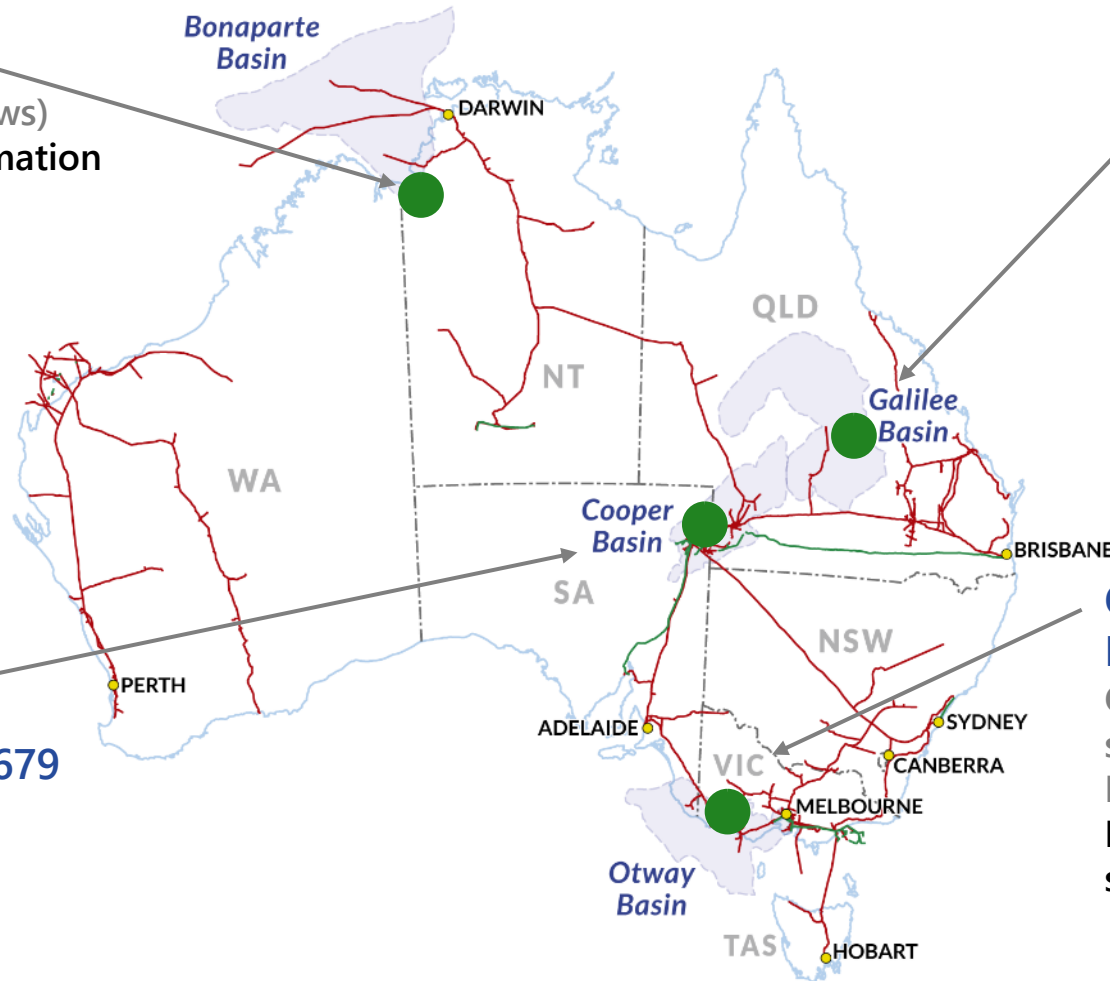 Bonaparte
Basin
ws)
mation
DARWIN
QLD
NT
Galilee
Basin
WA
Cooper
Basin
BRISBANE
SA
NSW
PERTH
ADELAIDE
SYDNEY
VIC
CANBERRA
679
MELBOURNE
Otway
Basin
TAS
HOBART